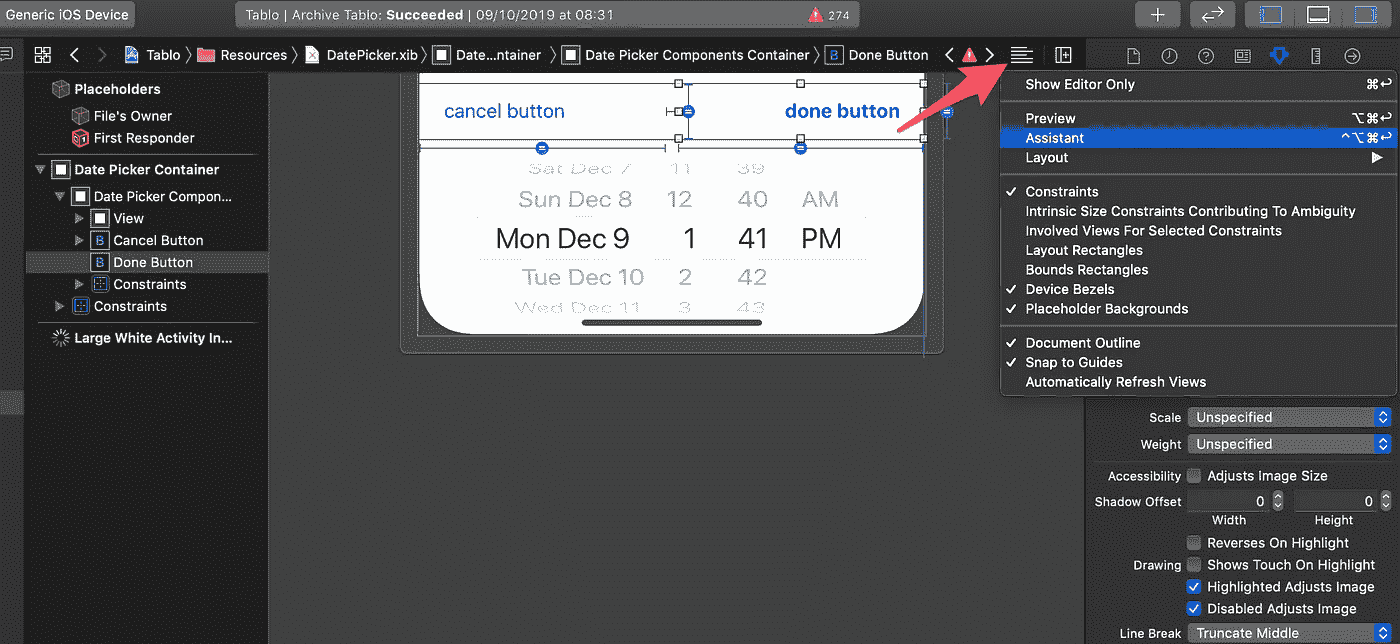 Generic iOS Device
Tablo | Archive Tablo: Succeeded | 09/10/2019 at 08:31
274
Tablo
Resources
DatePicker.xib
Date…ntainer
Date Picker Components Container
B Done Button
Placeholders
File's Owner
First Responder
Date Picker Container
Date Picker Compon...
View
B Cancel Button
B Done Button
Constraints
Constraints
Large White Activity In...
cancel button
done button
Sat Dec 7 11 39
Sun Dec 8 12 40 AM
Mon Dec 9 1 41 PM
Tue Dec 10 2 42
Wed Dec 11 3 43
Show Editor Only ⌘↩
Preview ⌥⌘↩
Assistant ^⌥⌘↩
Layout
✓ Constraints
Intrinsic Size Constraints Contributing To Ambiguity
Involved Views For Selected Constraints
Layout Rectangles
Bounds Rectangles
✓ Device Bezels
✓ Placeholder Backgrounds
✓ Document Outline
✓ Snap to Guides
Automatically Refresh Views
Scale Unspecified
Weight Unspecified
Accessibility Adjusts Image Size
Shadow Offset 0 0
Width Height
Reverses On Highlight
Drawing Shows Touch On Highlight
Highlighted Adjusts Image
Disabled Adjusts Image
Line Break Truncate Middle